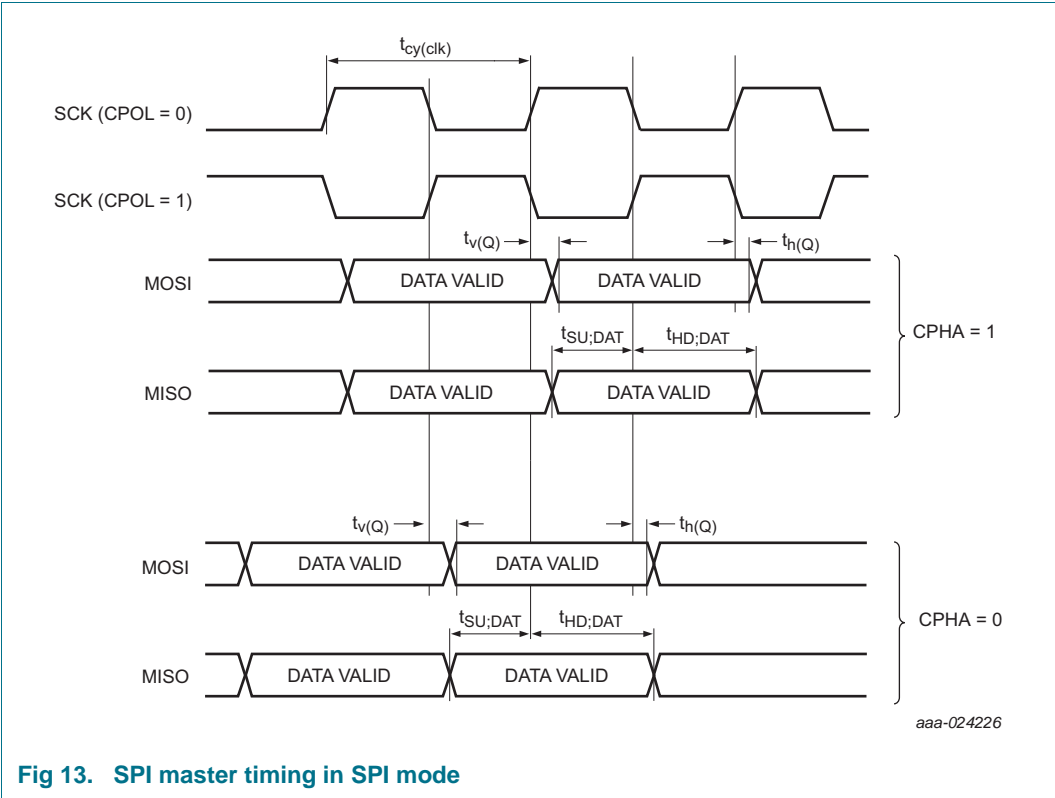 tcy(clk)
SCK (CPOL = 0)
SCK (CPOL = 1)
tv(Q)
th(Q)
MOSI
DATA VALID
DATA VALID
CPHA = 1
tSU;DAT
tHD;DAT
MISO
DATA VALID
DATA VALID
tv(Q)
th(Q)
MOSI
DATA VALID
DATA VALID
CPHA = 0
tSU;DAT
tHD;DAT
MISO
DATA VALID
DATA VALID
aaa-024226
Fig 13. SPI master timing in SPI mode